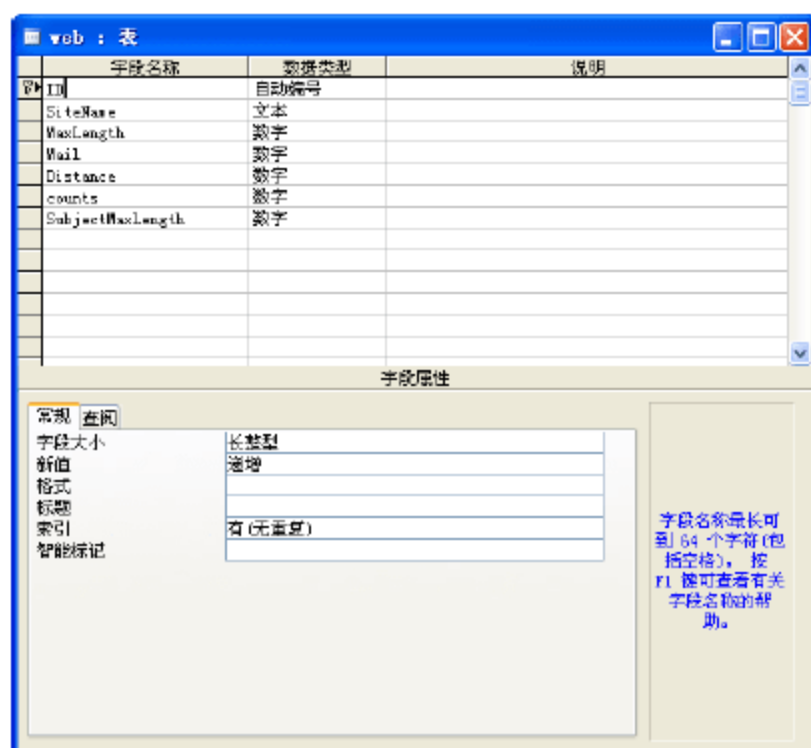 web : 表
字段名称 数据类型 说明
ID 自动编号
SiteName 文本
MaxLength 数字
Mail 数字
Distance 数字
counts 数字
SubjectMaxlength 数字
字段属性
常规 查阅
字段大小 长整型
新值 递增
格式
标题
索引 有(无重复)
智能标记
字段名称最长可
到 64 个字符(包
括空格)。 按
F1 键可查看有关
字段名称的帮
助。